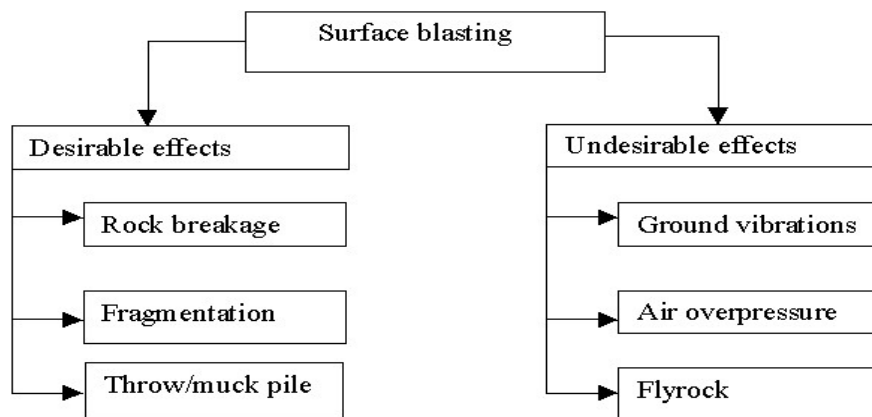 Surface blasting
Desirable effects
Rock breakage
Fragmentation
Throw/muck pile
Undesirable effects
Ground vibrations
Air overpressure
Flyrock